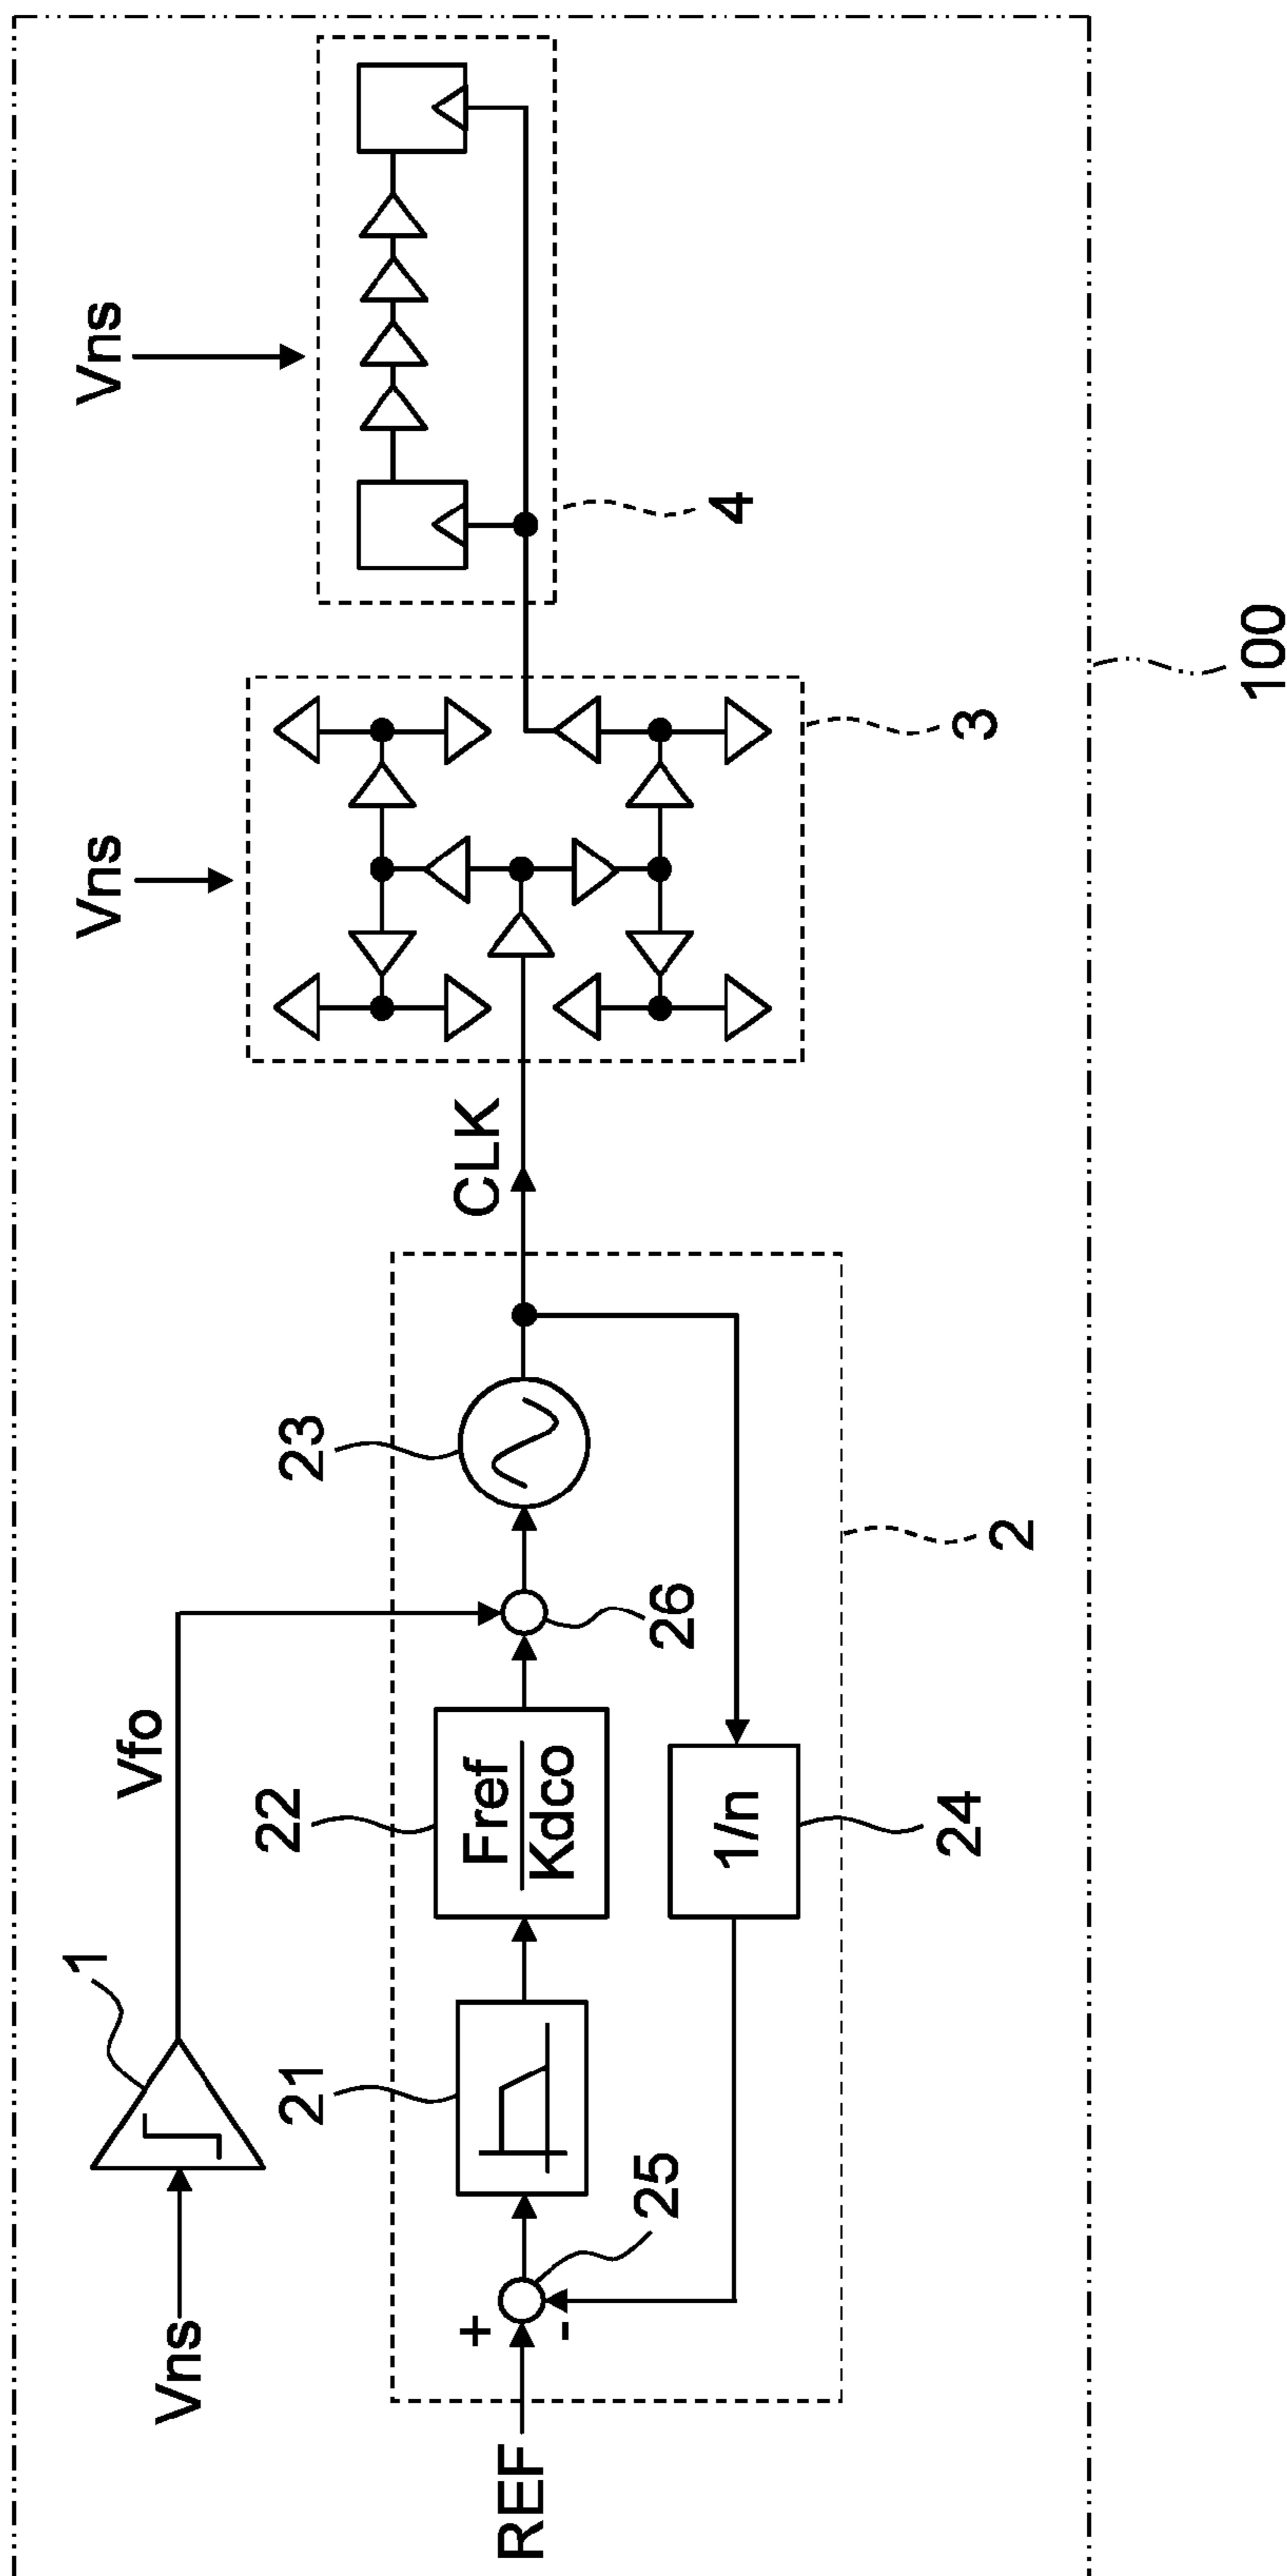 Vns
1
Vfo
Vns
Vns
REF
+
-
25
21
22
Fref
Kdco
26
23
CLK
1/n
24
2
3
4
100